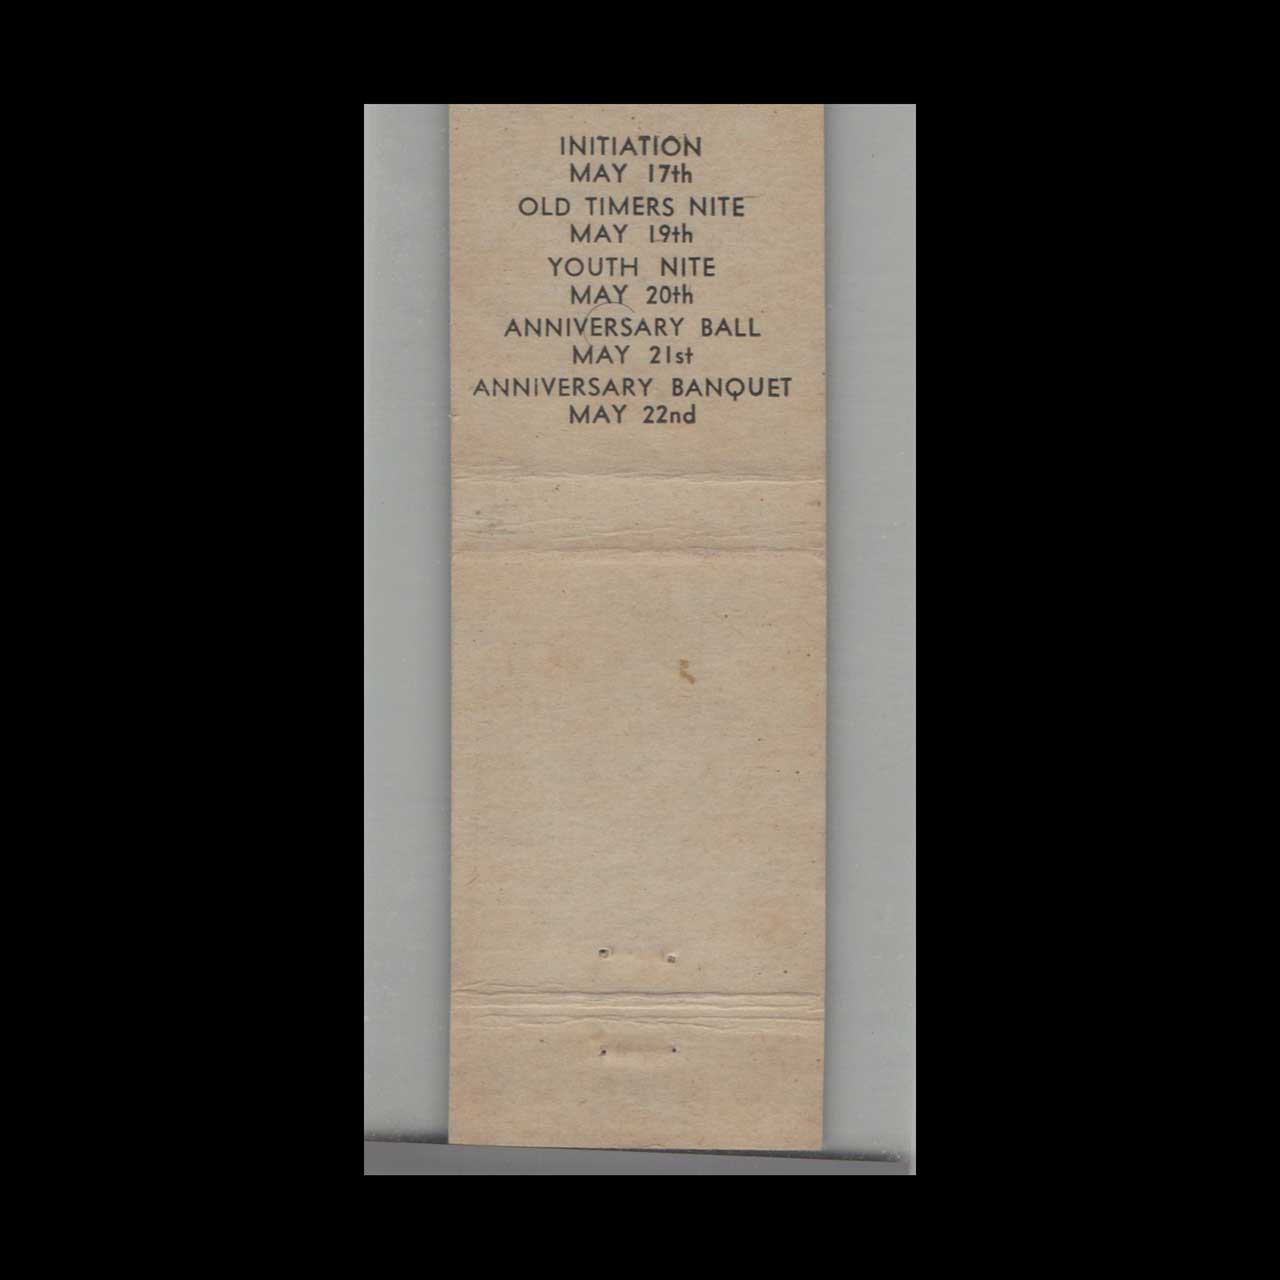 INITIATION
MAY 17th
OLD TIMERS NITE
MAY 19th
YOUTH NITE
MAY 20th
ANNIVERSARY BALL
MAY 21st
ANNIVERSARY BANQUET
MAY 22nd